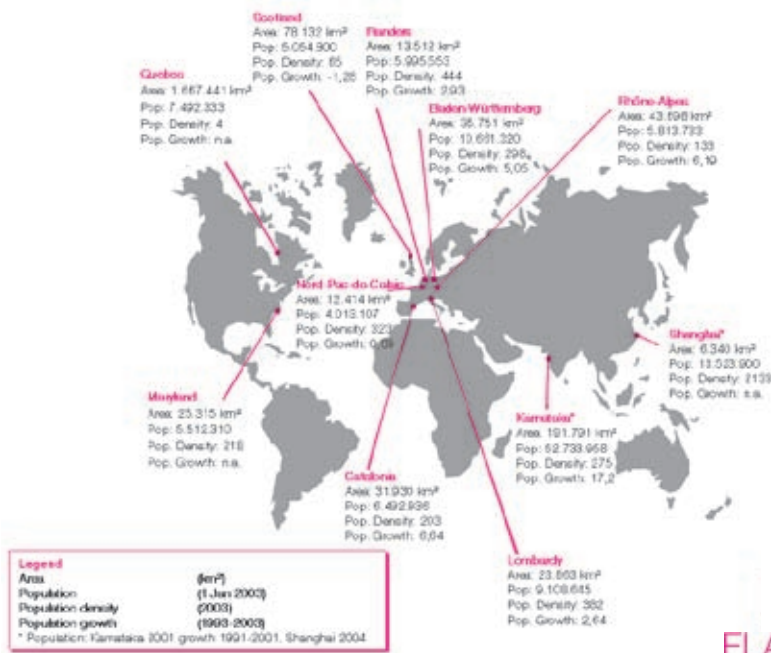 Scotland
Area: 78 132 km²
Pop: 5.054.800
Pop. Density: 65
Pop. Growth: -1,26
Flanders
Area: 13.512 km²
Pop: 5.995.553
Pop. Density: 444
Pop. Growth: 2,93
Quebec
Area: 1.667.441 km²
Pop: 7.492.333
Pop. Density: 4
Pop. Growth: n.a.
Baden-Württemberg
Area: 35.751 km²
Pop: 10.661.320
Pop. Density: 298
Pop. Growth: 5,05
Rhône-Alpes
Area: 43.698 km²
Pop: 5.813.733
Pop. Density: 133
Pop. Growth: 6,19
Nord-Pas-de-Calais
Area: 12.414 km²
Pop: 4.013.107
Pop. Density: 323
Pop. Growth:
Shanghai*
Area: 6.340 km²
Pop: 13.523.900
Pop. Density: 2133
Pop. Growth: n.a.
Maryland
Area: 25.315 km²
Pop: 5.512.310
Pop. Density: 218
Pop. Growth: n.a.
Karnataka*
Area: 191.791 km²
Pop: 52.733.958
Pop. Density: 275
Pop. Growth: 17,2
Catalonia
Area: 31.930 km²
Pop: 6.492.936
Pop. Density: 203
Pop. Growth: 6,64
Lombardy
Area: 23.863 km²
Pop: 9.108.645
Pop. Density: 382
Pop. Growth: 2,64
Legend
Area (km²)
Population (1 Jan 2003)
Population density (2003)
Population growth (1993-2003)
* Population: Karnataka 2001 growth 1991-2001, Shanghai 2004